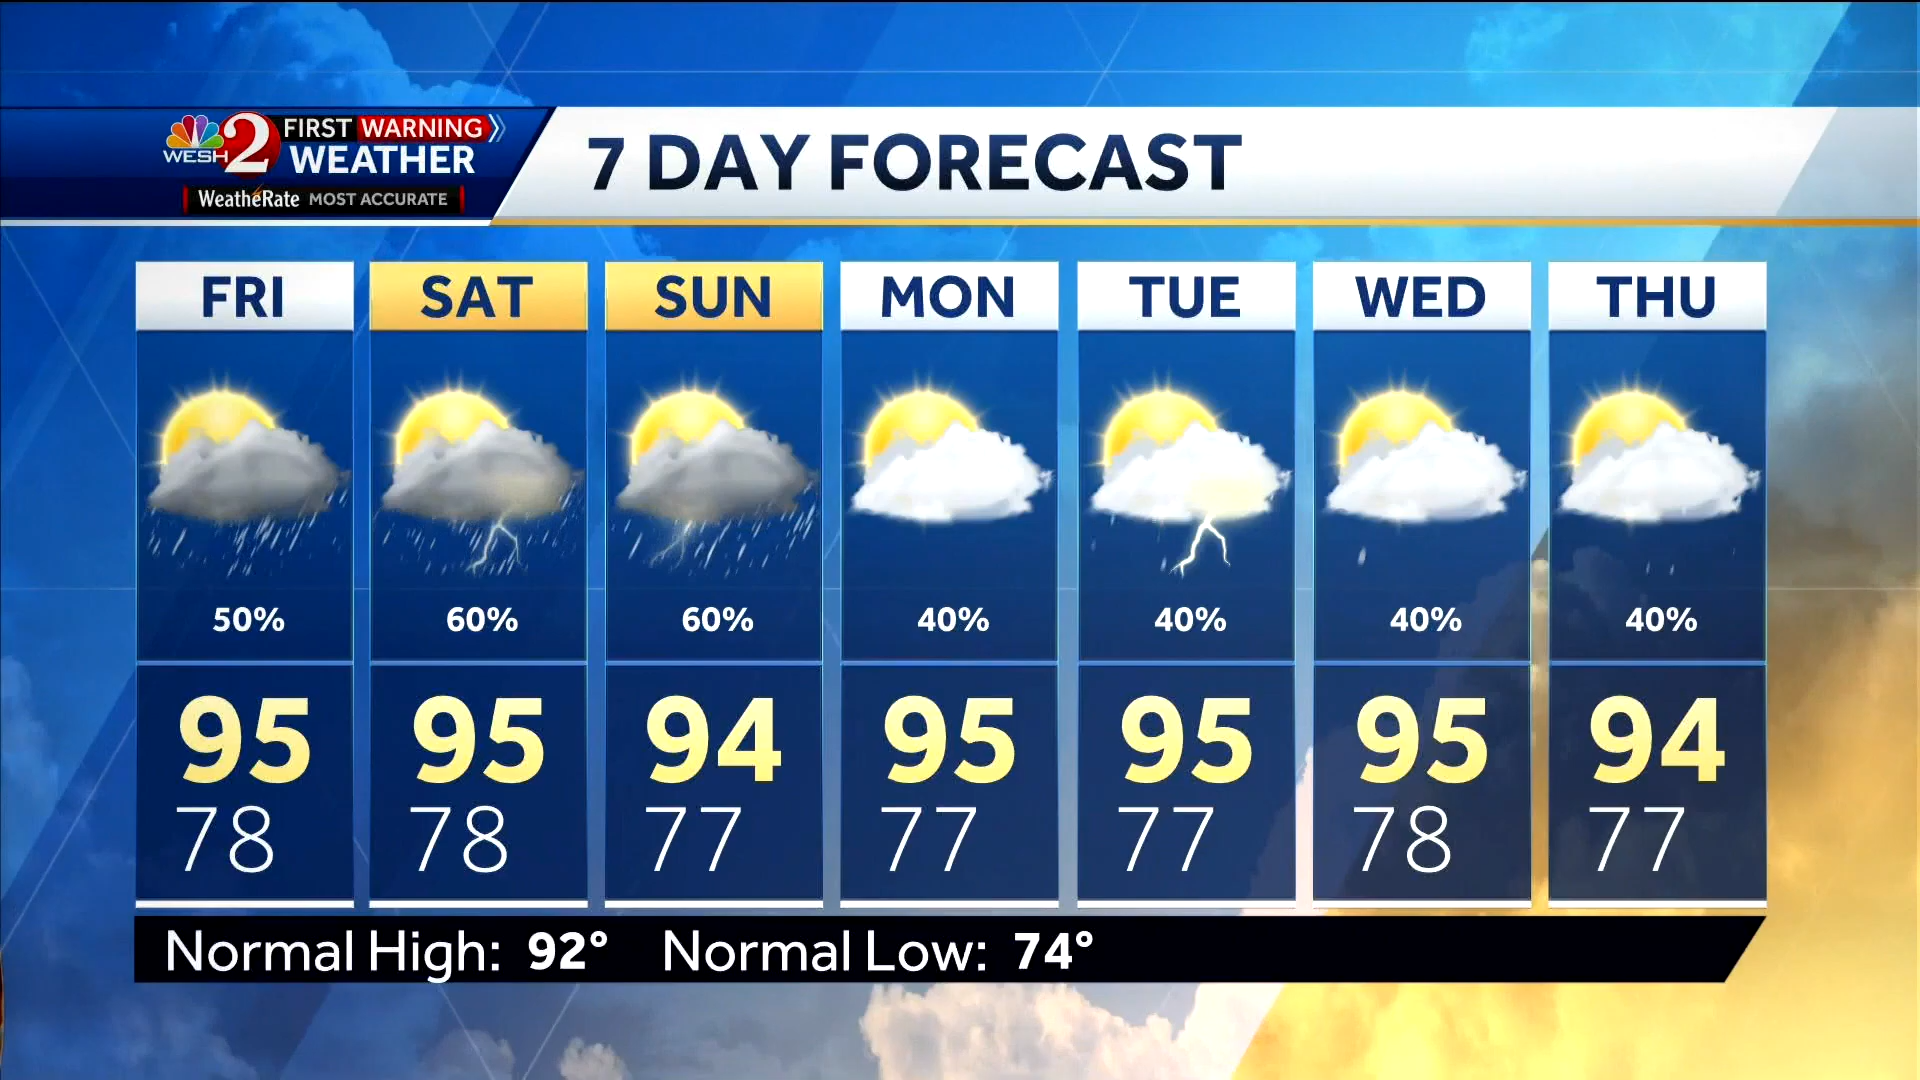 WESH 2 FIRST WARNING
WEATHER
WeatheRate MOST ACCURATE
7 DAY FORECAST
FRI SAT SUN MON TUE WED THU
50% 60% 60% 40% 40% 40% 40%
95 95 94 95 95 95 94
78 78 77 77 77 78 77
Normal High: 92° Normal Low: 74°